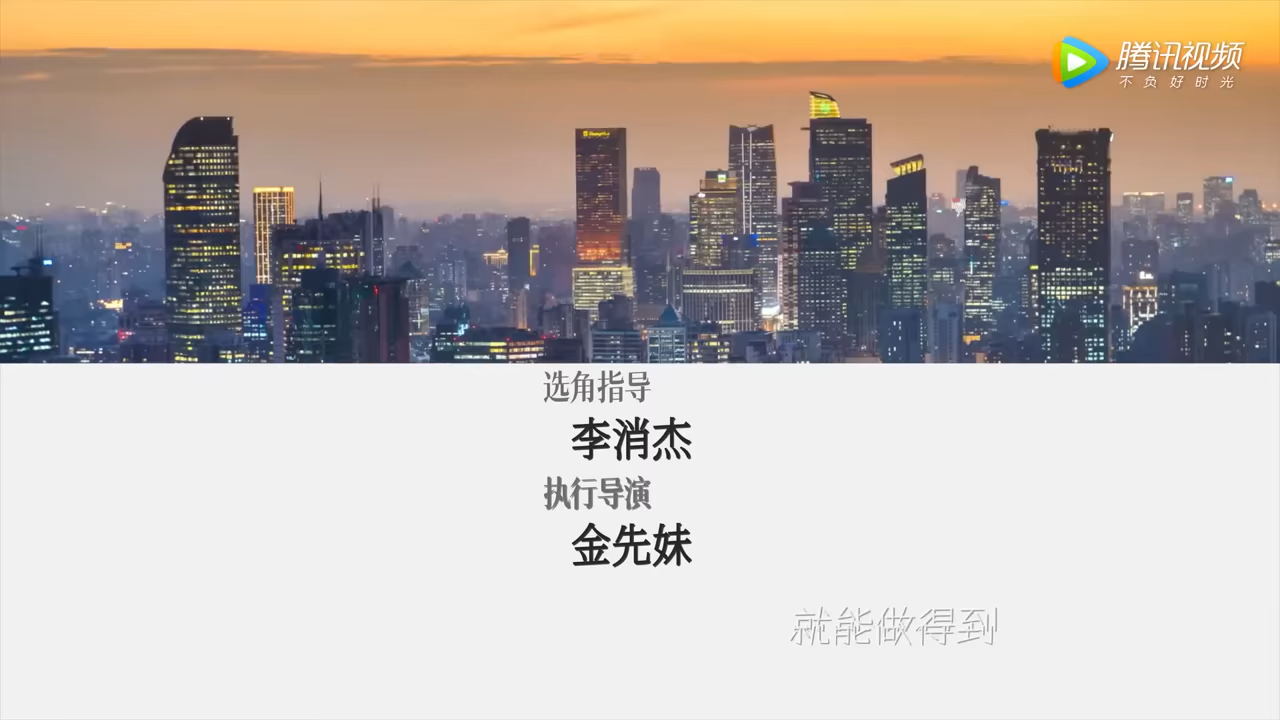 腾讯视频
不负好时光
选角指导
李消杰
执行导演
金先妹
就能做得到